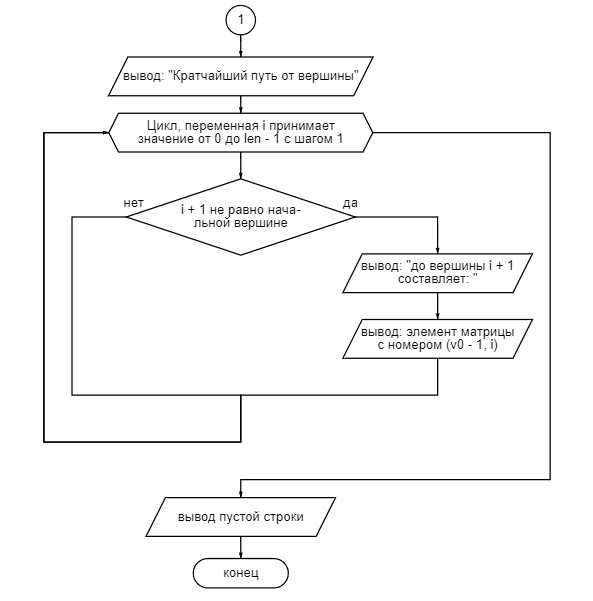 1
вывод: "Кратчайший путь от вершины"
Цикл, переменная i принимает
значение от 0 до len - 1 с шагом 1
нет
да
i + 1 не равно нача-
льной вершине
вывод: "до вершины i + 1
составляет: "
вывод: элемент матрицы
с номером (v0 - 1, i)
вывод пустой строки
конец